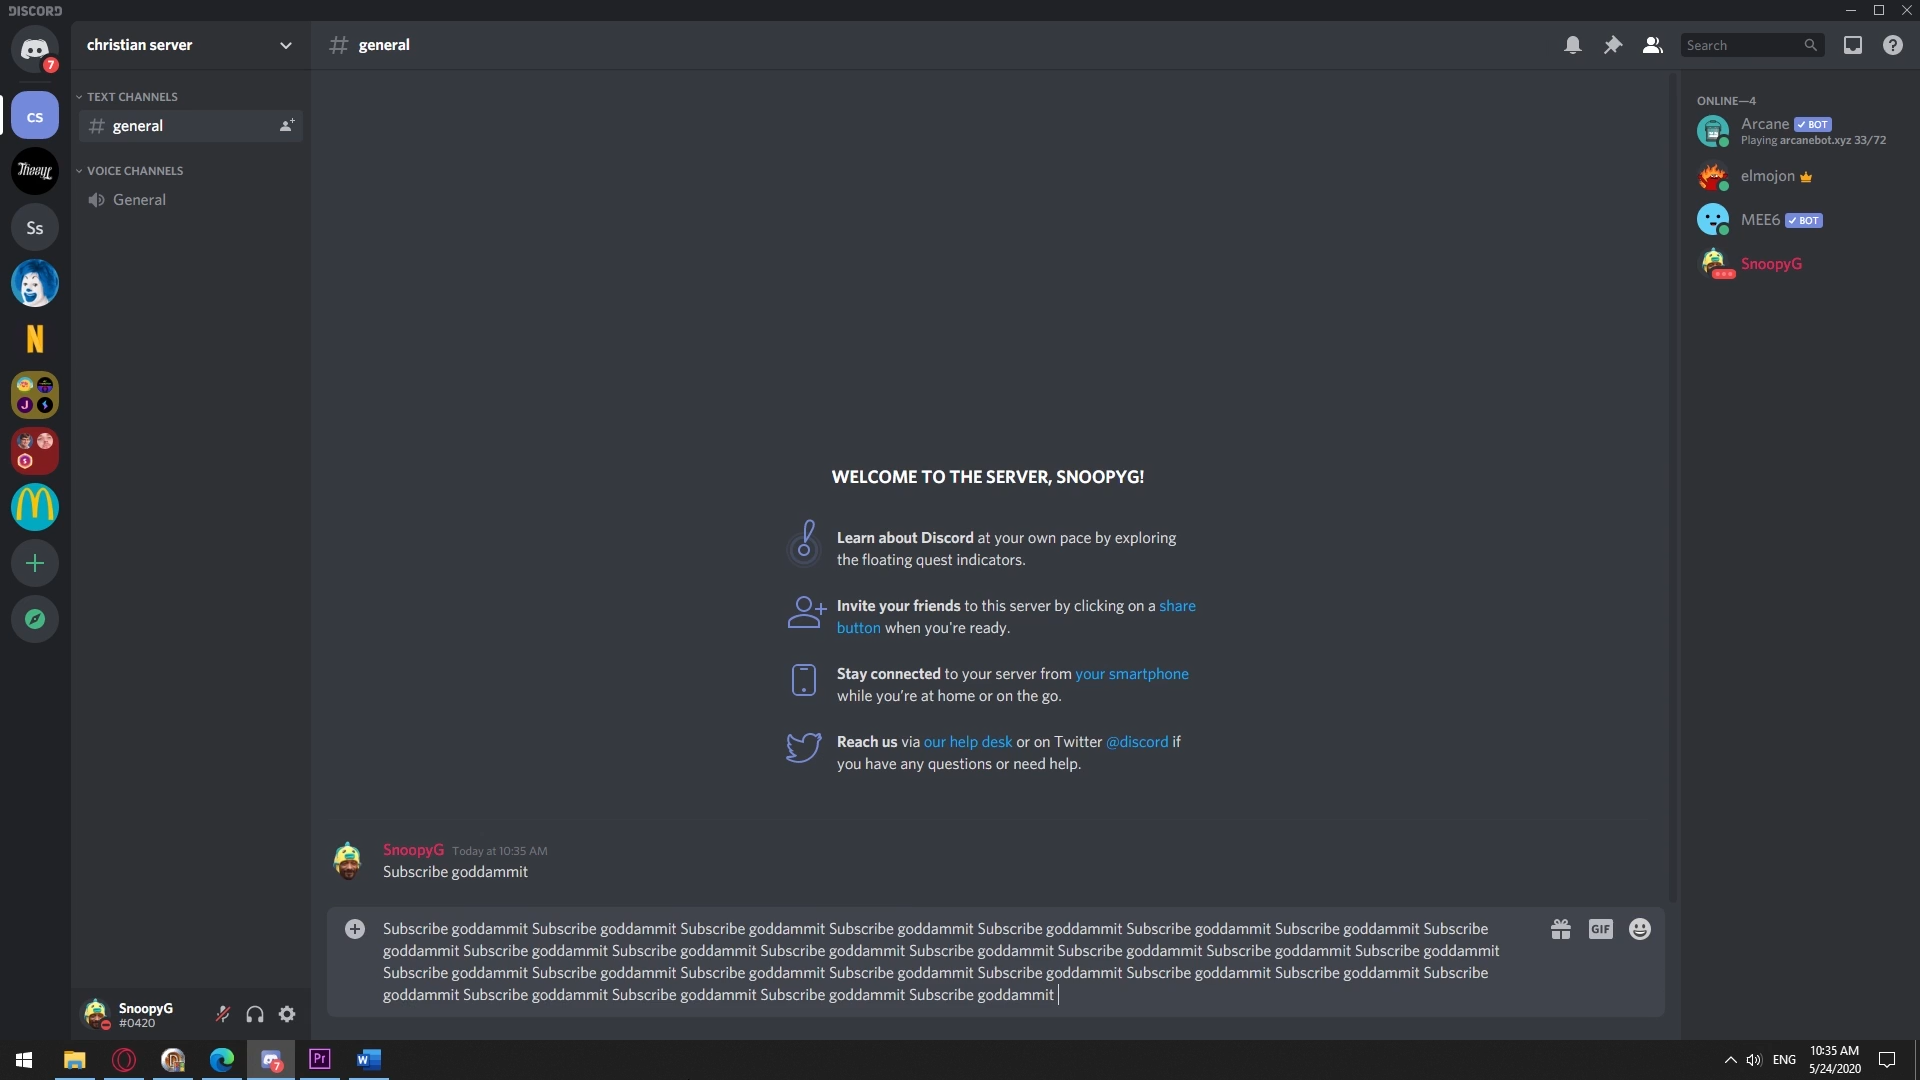 DISCORD
7
christian server
# general
Search
TEXT CHANNELS
# general
VOICE CHANNELS
General
CS
Ss
N
J
ONLINE—4
Arcane BOT
Playing arcanebot.xyz 33/72
elmojon
MEE6 BOT
SnoopyG
WELCOME TO THE SERVER, SNOOPYG!
Learn about Discord at your own pace by exploring
the floating quest indicators.
Invite your friends to this server by clicking on a share
button when you're ready.
Stay connected to your server from your smartphone
while you're at home or on the go.
Reach us via our help desk or on Twitter @discord if
you have any questions or need help.
SnoopyG Today at 10:35 AM
Subscribe goddammit
Subscribe goddammit Subscribe goddammit Subscribe goddammit Subscribe goddammit Subscribe goddammit Subscribe goddammit Subscribe goddammit Subscribe
goddammit Subscribe goddammit Subscribe goddammit Subscribe goddammit Subscribe goddammit Subscribe goddammit Subscribe goddammit Subscribe goddammit
Subscribe goddammit Subscribe goddammit Subscribe goddammit Subscribe goddammit Subscribe goddammit Subscribe goddammit Subscribe goddammit Subscribe
goddammit Subscribe goddammit Subscribe goddammit Subscribe goddammit Subscribe goddammit
GIF
SnoopyG
#0420
7
Pr
W
ENG
10:35 AM
5/24/2020